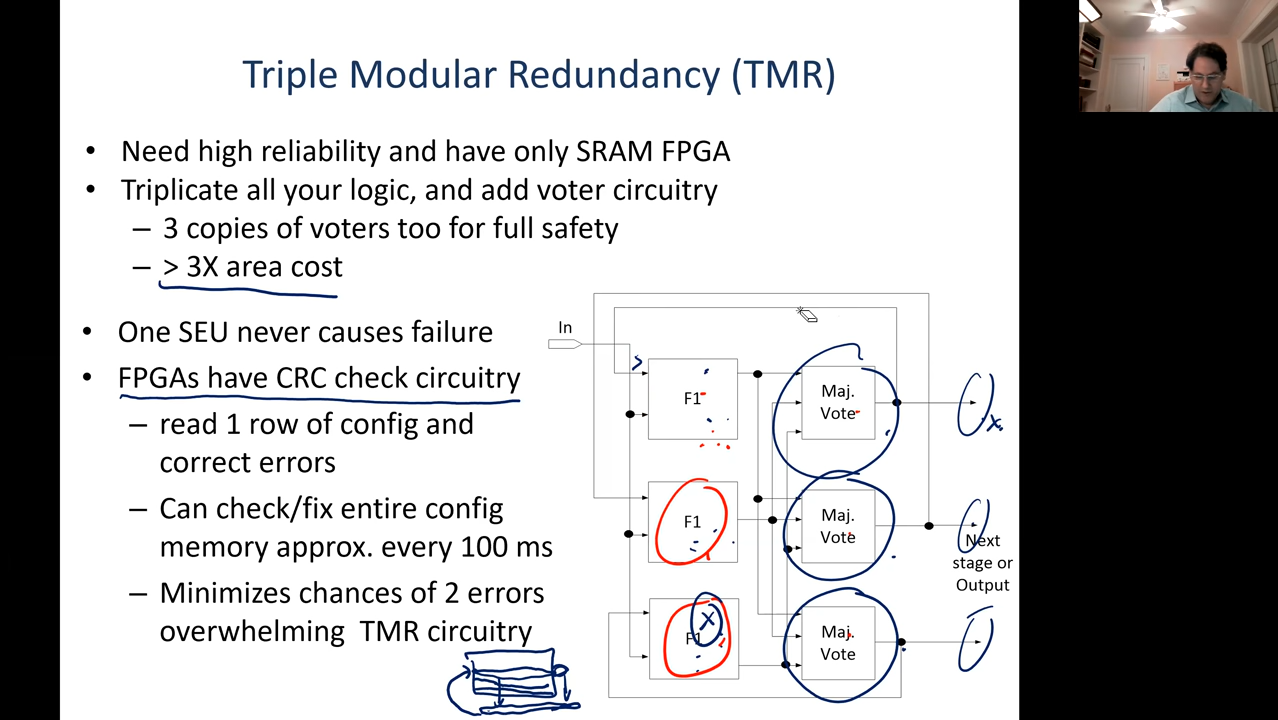 Triple Modular Redundancy (TMR)
• Need high reliability and have only SRAM FPGA
• Triplicate all your logic, and add voter circuitry
– 3 copies of voters too for full safety
– > 3X area cost
• One SEU never causes failure
• FPGAs have CRC check circuitry
– read 1 row of config and
correct errors
– Can check/fix entire config
memory approx. every 100 ms
– Minimizes chances of 2 errors
overwhelming TMR circuitry
In
F1
Maj.
Vote
x
F1
Maj.
Vote
Next
stage or
Output
X
F1
Maj.
Vote